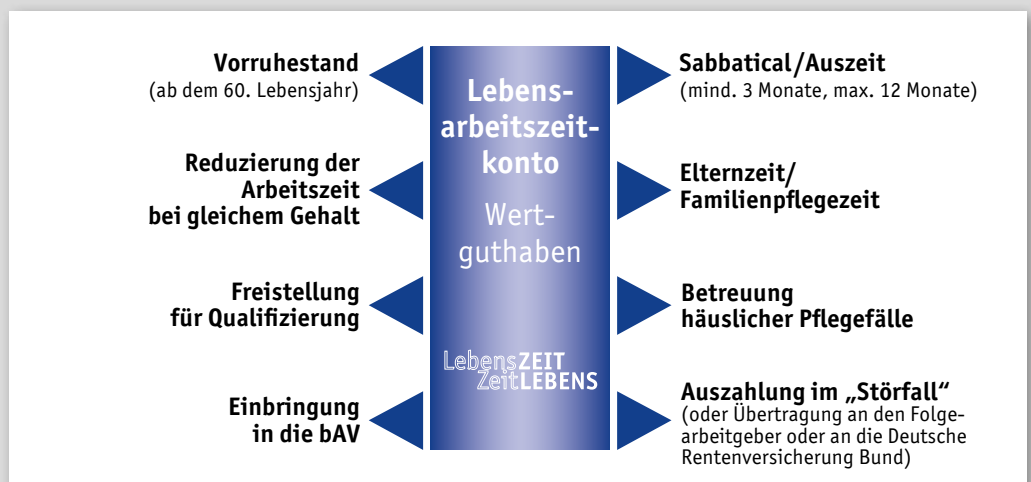 Vorruhestand
(ab dem 60. Lebensjahr)
Reduzierung der
Arbeitszeit
bei gleichem Gehalt
Freistellung
für Qualifizierung
Einbringung
in die bAV
Lebens-
arbeitszeit-
konto
Wert-
guthaben
LebensZEIT
ZeitLEBENS
Sabbatical/Auszeit
(mind. 3 Monate, max. 12 Monate)
Elternzeit/
Familienpflegezeit
Betreuung
häuslicher Pflegefälle
Auszahlung im „Störfall“
(oder Übertragung an den Folge-
arbeitgeber oder an die Deutsche
Rentenversicherung Bund)